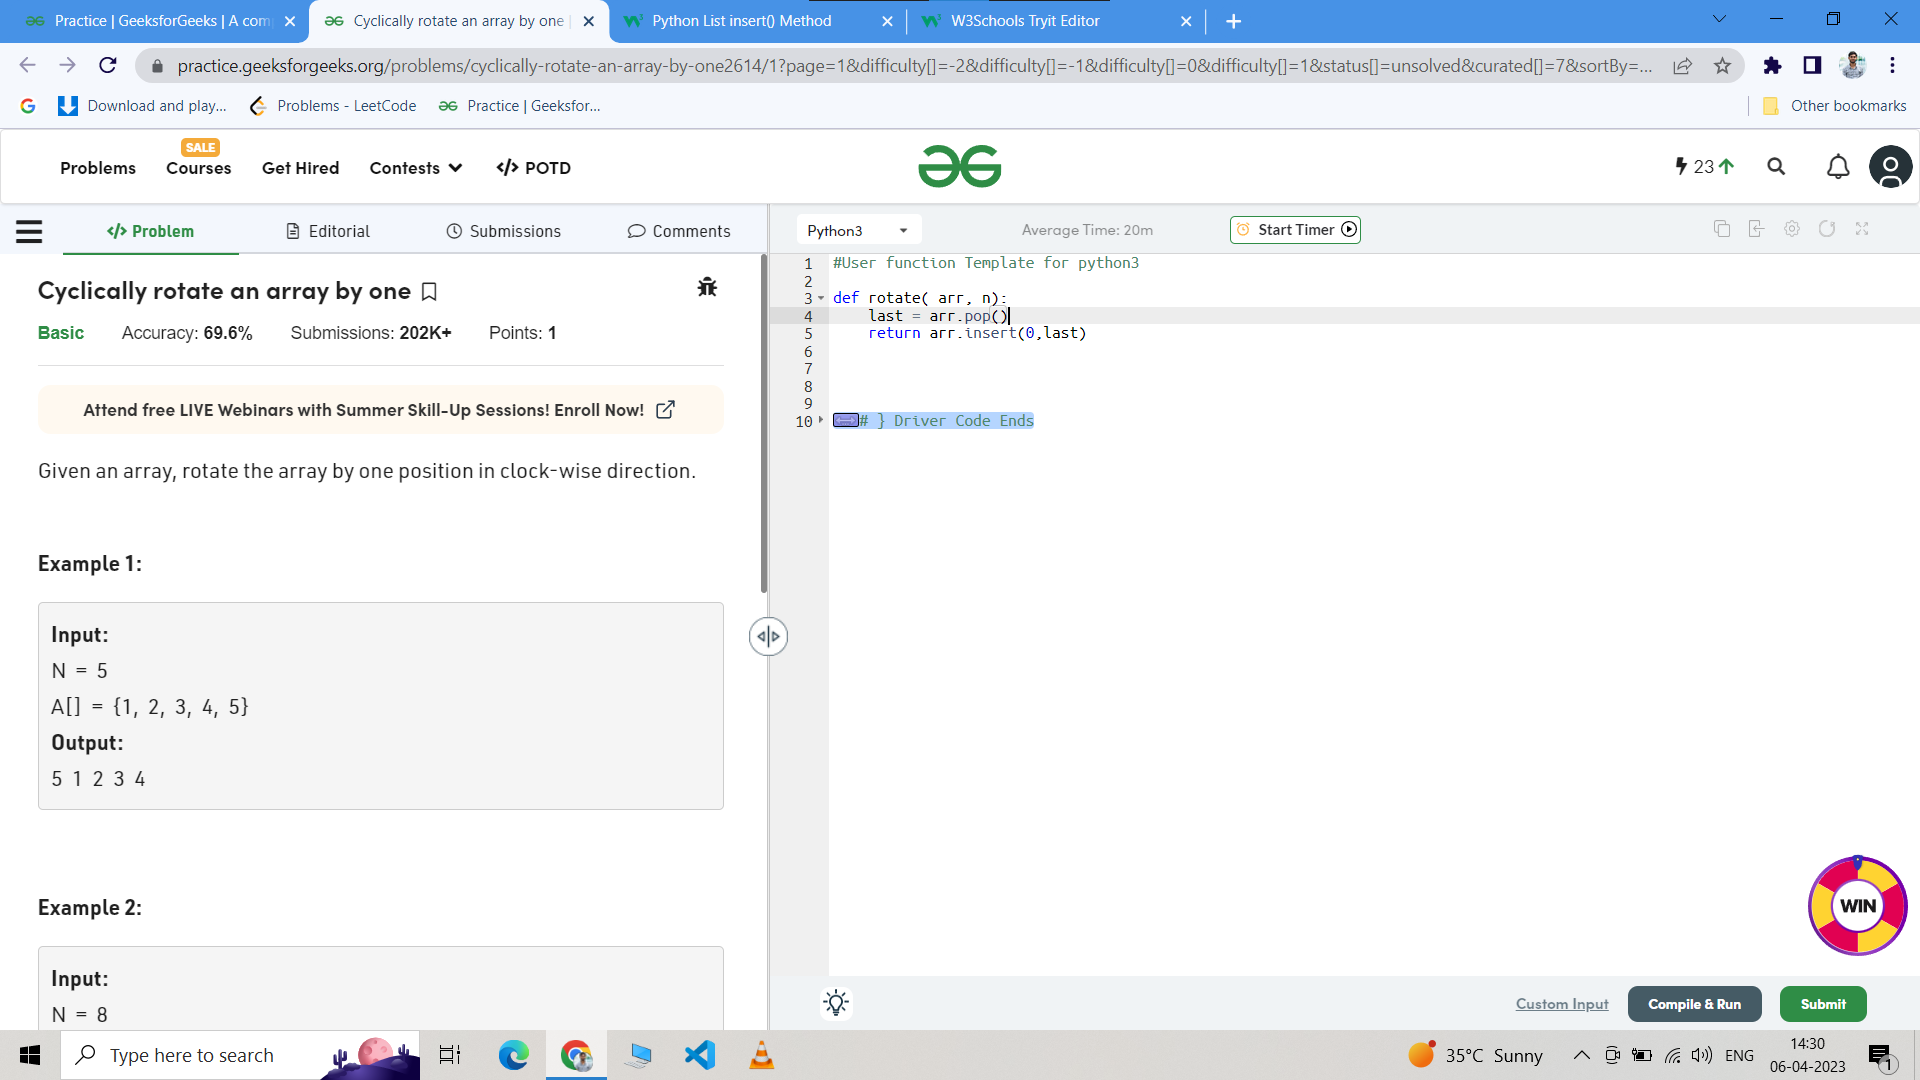 Practice | GeeksforGeeks | A com
Cyclically rotate an array by one |
Python List insert() Method
W3Schools Tryit Editor
practice.geeksforgeeks.org/problems/cyclically-rotate-an-array-by-one2614/1?page=1&difficulty[]=-2&difficulty[]=-1&difficulty[]=0&difficulty[]=1&status[]=unsolved&curated[]=7&sortBy=...
Download and play...
Problems - LeetCode
Practice | Geeksfor...
Other bookmarks
SALE
Problems
Courses
Get Hired
Contests
</> POTD
23
</> Problem
Editorial
Submissions
Comments
Python3
Average Time: 20m
Start Timer
Cyclically rotate an array by one
Basic
Accuracy: 69.6%
Submissions: 202K+
Points: 1
Attend free LIVE Webinars with Summer Skill-Up Sessions! Enroll Now!
Given an array, rotate the array by one position in clock-wise direction.
Example 1:
Input:
N = 5
A[] = {1, 2, 3, 4, 5}
Output:
5 1 2 3 4
Example 2:
Input:
N = 8
1 #User function Template for python3
2
3 def rotate( arr, n):
4 last = arr.pop()
5 return arr.insert(0,last)
6
7
8
9
10 # } Driver Code Ends
WIN
Custom Input
Compile & Run
Submit
Type here to search
35°C Sunny
ENG
14:30
06-04-2023
1